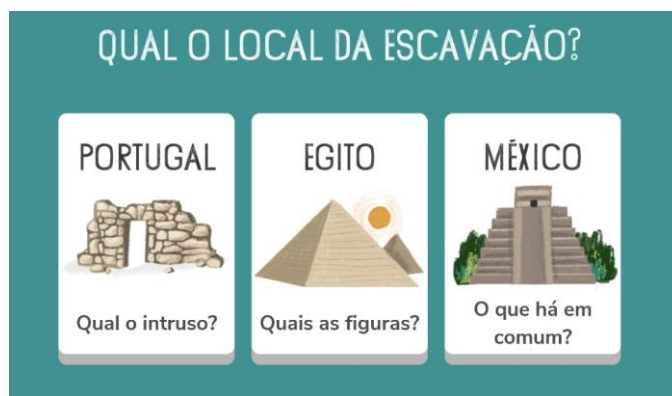 QUAL O LOCAL DA ESCAVAÇÃO?
PORTUGAL
Qual o intruso?
EGITO
Quais as figuras?
MÉXICO
O que há em
comum?